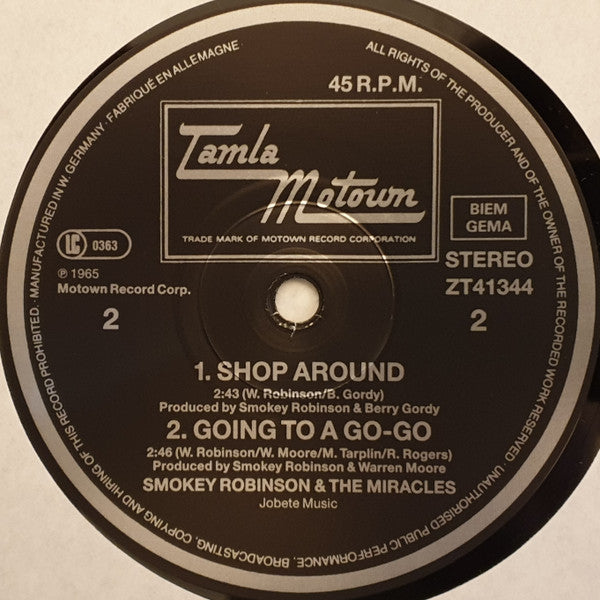 MANUFACTURED IN W. GERMANY · FABRIQUÉ EN ALLEMAGNE ·
ALL RIGHTS OF THE PRODUCER AND OF THE OWNER OF THE RECORDED WORK RESERVED · UNAUTHORISED PUBLIC PERFORMANCE, BROADCASTING, COPYING AND HIRING OF THIS RECORD PROHIBITED.
45 R.P.M.
Tamla
Motown
TRADE MARK OF MOTOWN RECORD CORPORATION
BIEM
GEMA
LC 0363
STEREO
ZT41344
℗ 1965
Motown Record Corp.
2
2
1. SHOP AROUND
2:43 (W. Robinson/B. Gordy)
Produced by Smokey Robinson & Berry Gordy
2. GOING TO A GO-GO
2:46 (W. Robinson/W. Moore/M. Tarplin/R. Rogers)
Produced by Smokey Robinson & Warren Moore
SMOKEY ROBINSON & THE MIRACLES
Jobete Music